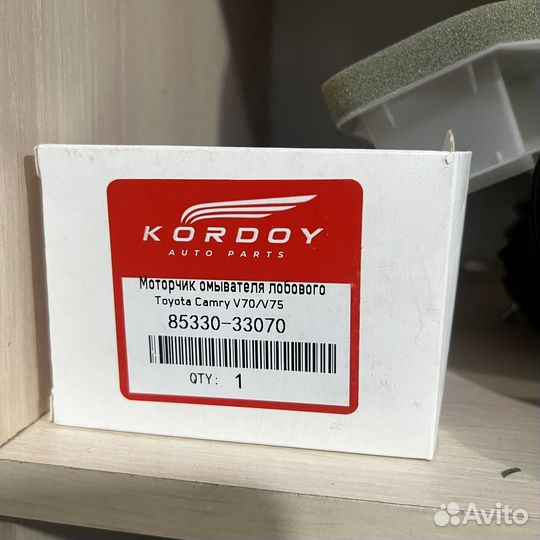 KORDOY
AUTO PARTS
Моторчик омывателя лобового
Toyota Camry V70/V75
85330-33070
QTY: 1
Avito